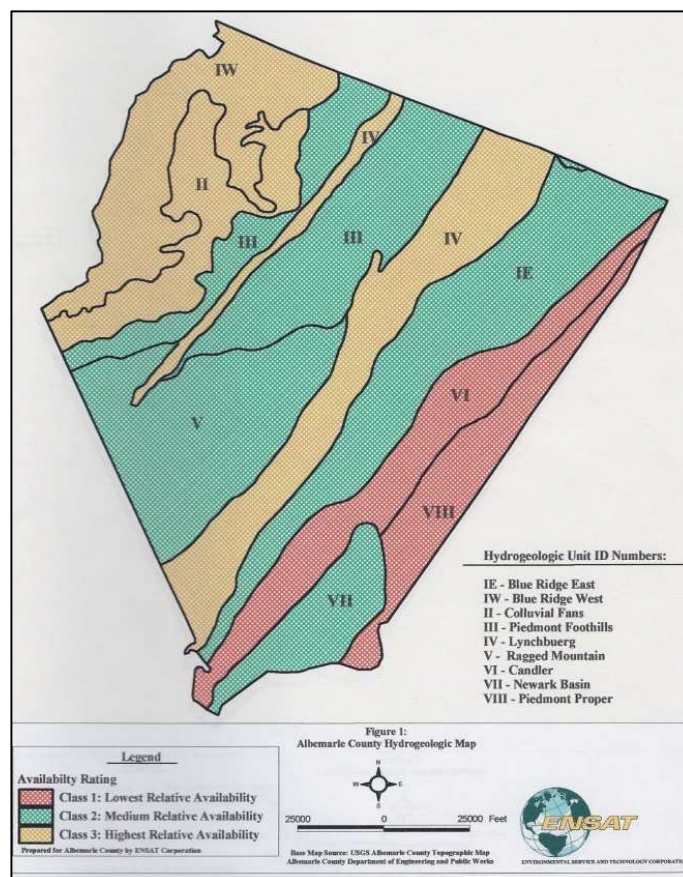 IW
IV
II
III
III
IV
IE
V
VI
VIII
VII
Hydrogeologic Unit ID Numbers:
IE - Blue Ridge East
IW - Blue Ridge West
II - Colluvial Fans
III - Piedmont Foothills
IV - Lynchbuerg
V - Ragged Mountain
VI - Candler
VII - Newark Basin
VIII - Piedmont Proper
Figure 1:
Albemarle County Hydrogeologic Map
Legend
Availabilty Rating
Class 1: Lowest Relative Availability
Class 2: Medium Relative Availability
Class 3: Highest Relative Availability
Prepared for Albemarle County by ENSAT Corporation
N
W E
S
25000 0 25000 Feet
Base Map Source: USGS Albemarle County Topographic Map
Albemarle County Department of Engineering and Public Works
ENSAT
ENVIRONMENTAL SERVICE AND TECHNOLOGY CORPORATION